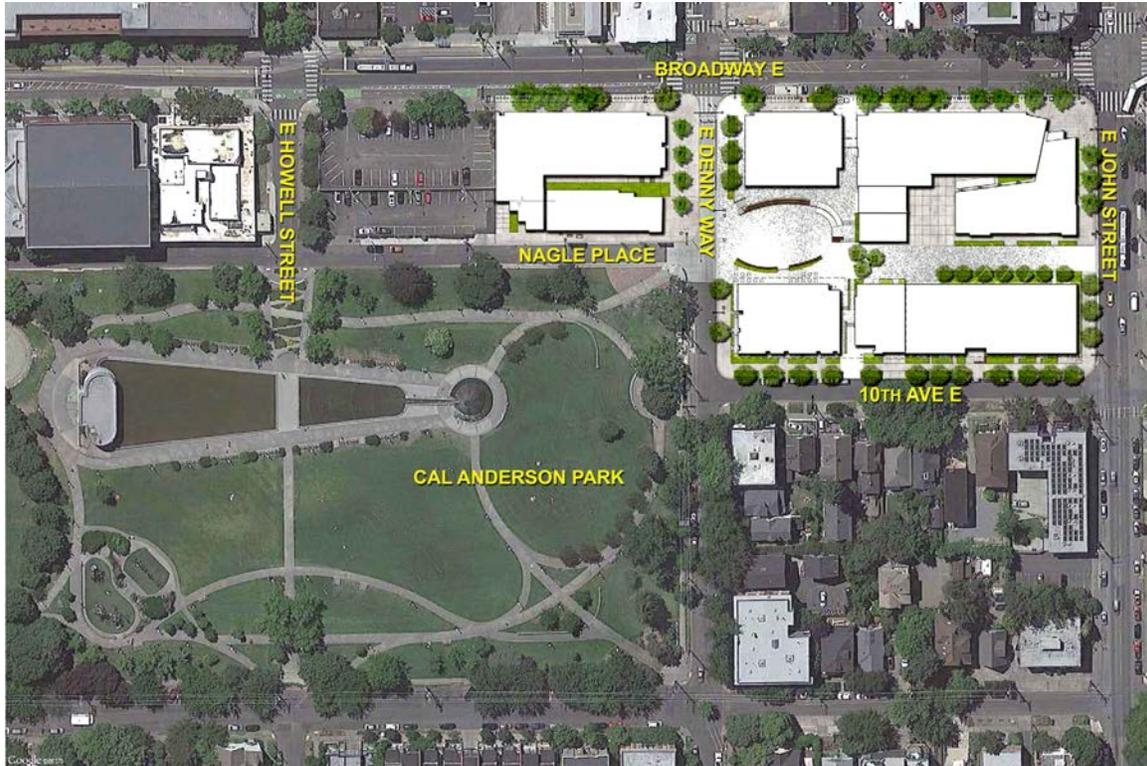 BROADWAY E
E HOWELL STREET
E DENNY WAY
E JOHN STREET
NAGLE PLACE
10TH AVE E
CAL ANDERSON PARK
Google earth